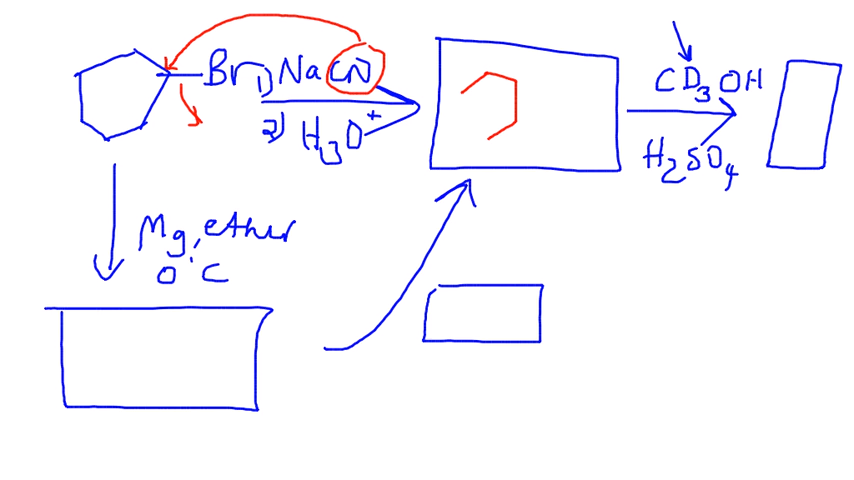 Br 1) NaCN
2) H3O+
CD3OH
H2SO4
Mg, ether
0°C